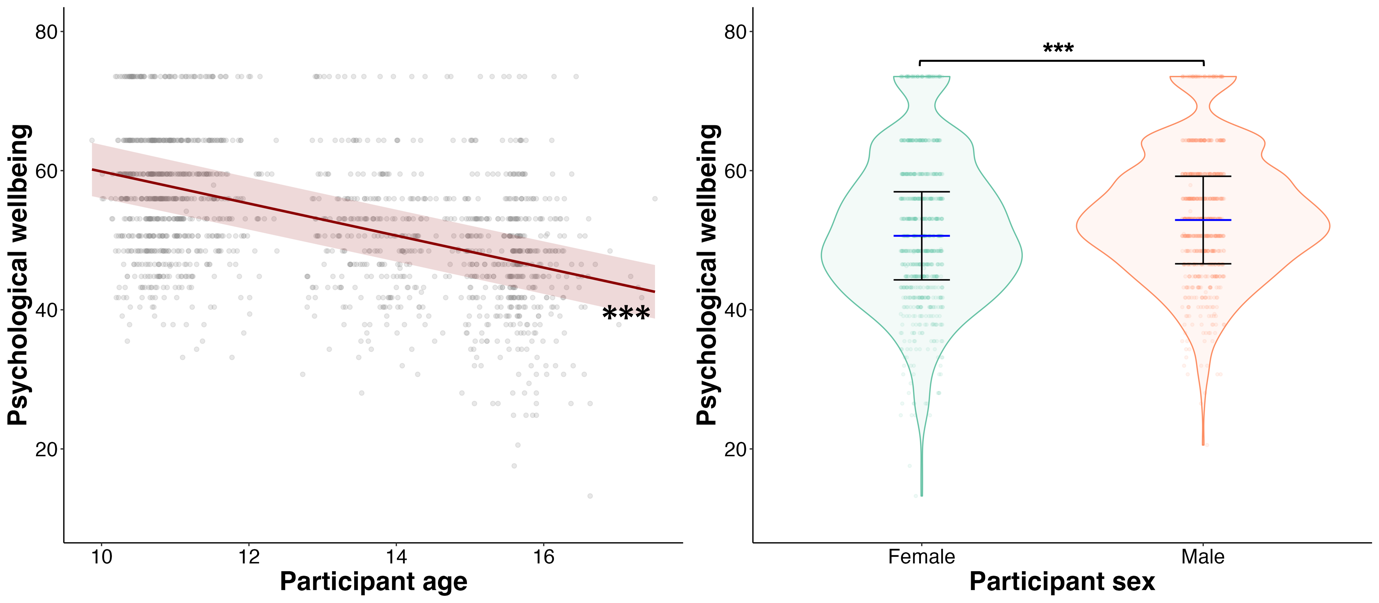 Psychological wellbeing
80
60
40
20
***
10 12 14 16
Participant age
Psychological wellbeing
80
60
40
20
***
Female Male
Participant sex